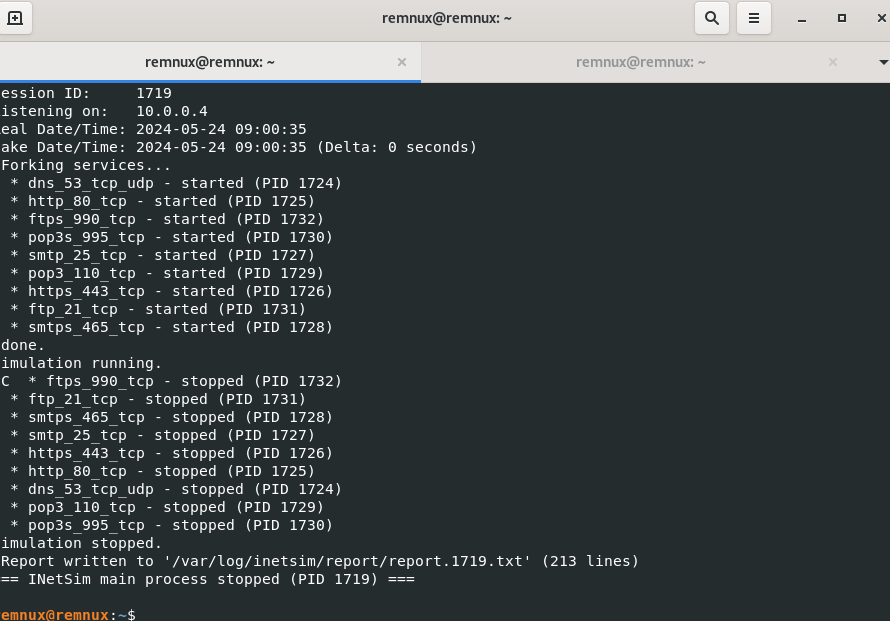 remnux@remnux: ~
remnux@remnux: ~
remnux@remnux: ~
ession ID:     1719
istening on:   10.0.0.4
eal Date/Time: 2024-05-24 09:00:35
ake Date/Time: 2024-05-24 09:00:35 (Delta: 0 seconds)
Forking services...
 * dns_53_tcp_udp - started (PID 1724)
 * http_80_tcp - started (PID 1725)
 * ftps_990_tcp - started (PID 1732)
 * pop3s_995_tcp - started (PID 1730)
 * smtp_25_tcp - started (PID 1727)
 * pop3_110_tcp - started (PID 1729)
 * https_443_tcp - started (PID 1726)
 * ftp_21_tcp - started (PID 1731)
 * smtps_465_tcp - started (PID 1728)
done.
imulation running.
C  * ftps_990_tcp - stopped (PID 1732)
 * ftp_21_tcp - stopped (PID 1731)
 * smtps_465_tcp - stopped (PID 1728)
 * smtp_25_tcp - stopped (PID 1727)
 * https_443_tcp - stopped (PID 1726)
 * http_80_tcp - stopped (PID 1725)
 * dns_53_tcp_udp - stopped (PID 1724)
 * pop3_110_tcp - stopped (PID 1729)
 * pop3s_995_tcp - stopped (PID 1730)
imulation stopped.
Report written to '/var/log/inetsim/report/report.1719.txt' (213 lines)
== INetSim main process stopped (PID 1719) ===
emnux@remnux:~$